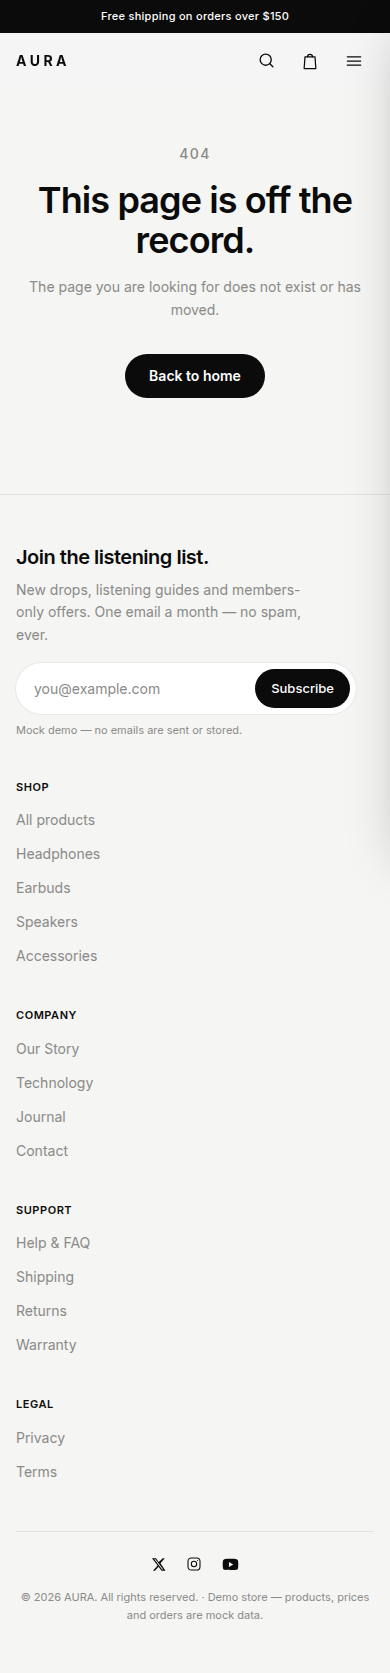 Free shipping on orders over $150
AURA
404
This page is off the
record.
The page you are looking for does not exist or has
moved.
Back to home
Join the listening list.
New drops, listening guides and members-
only offers. One email a month — no spam,
ever.
you@example.com
Subscribe
Mock demo — no emails are sent or stored.
SHOP
All products
Headphones
Earbuds
Speakers
Accessories
COMPANY
Our Story
Technology
Journal
Contact
SUPPORT
Help & FAQ
Shipping
Returns
Warranty
LEGAL
Privacy
Terms
© 2026 AURA. All rights reserved. · Demo store — products, prices
and orders are mock data.